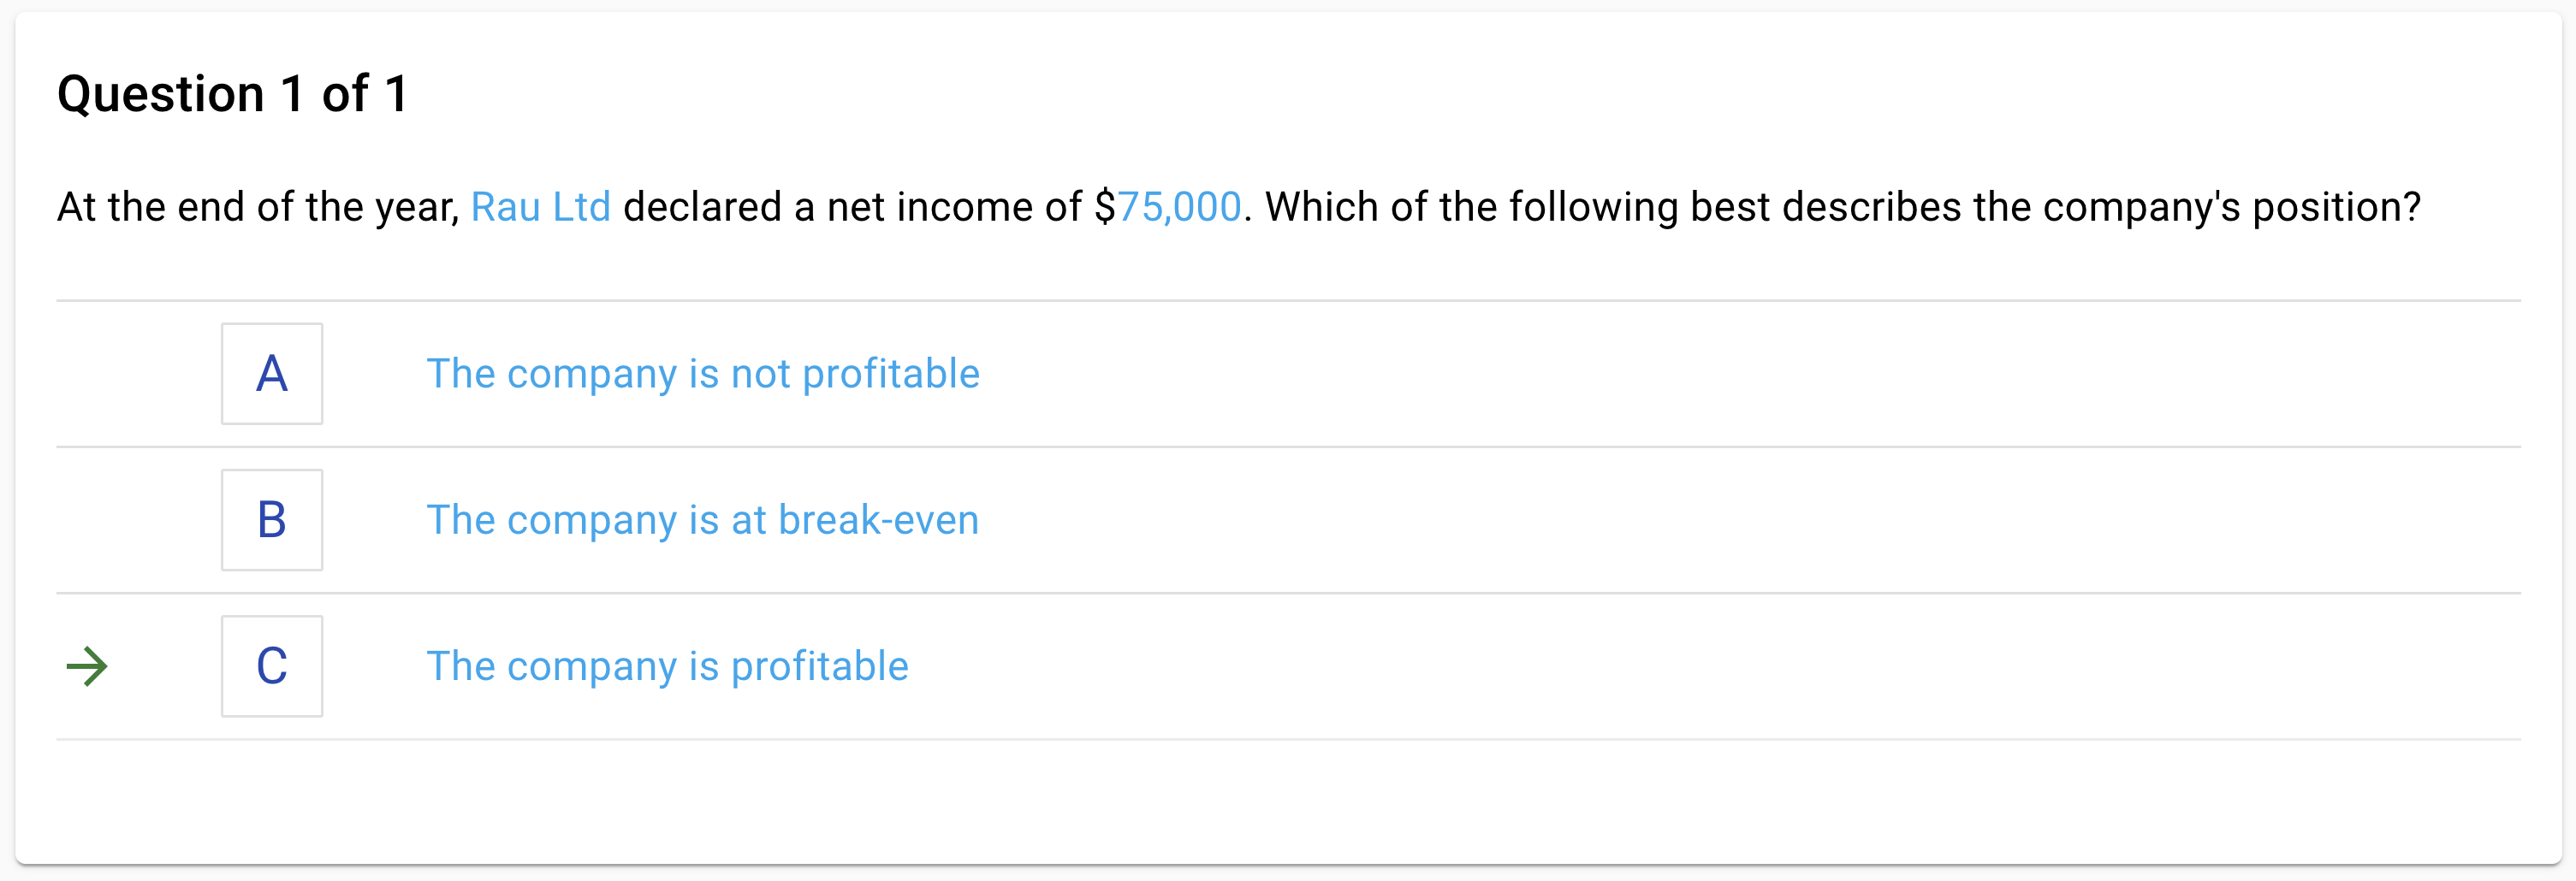 Question 1 of 1
At the end of the year, Rau Ltd declared a net income of $75,000. Which of the following best describes the company's position?
A The company is not profitable
B The company is at break-even
C The company is profitable